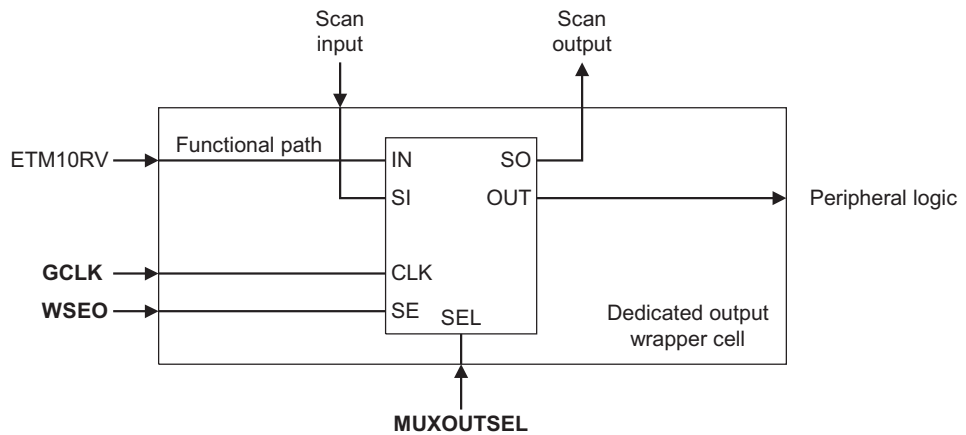 Scan
input
Scan
output
ETM10RV
Functional path
IN
SO
SI
OUT
Peripheral logic
GCLK
CLK
WSEO
SE
SEL
Dedicated output
wrapper cell
MUXOUTSEL